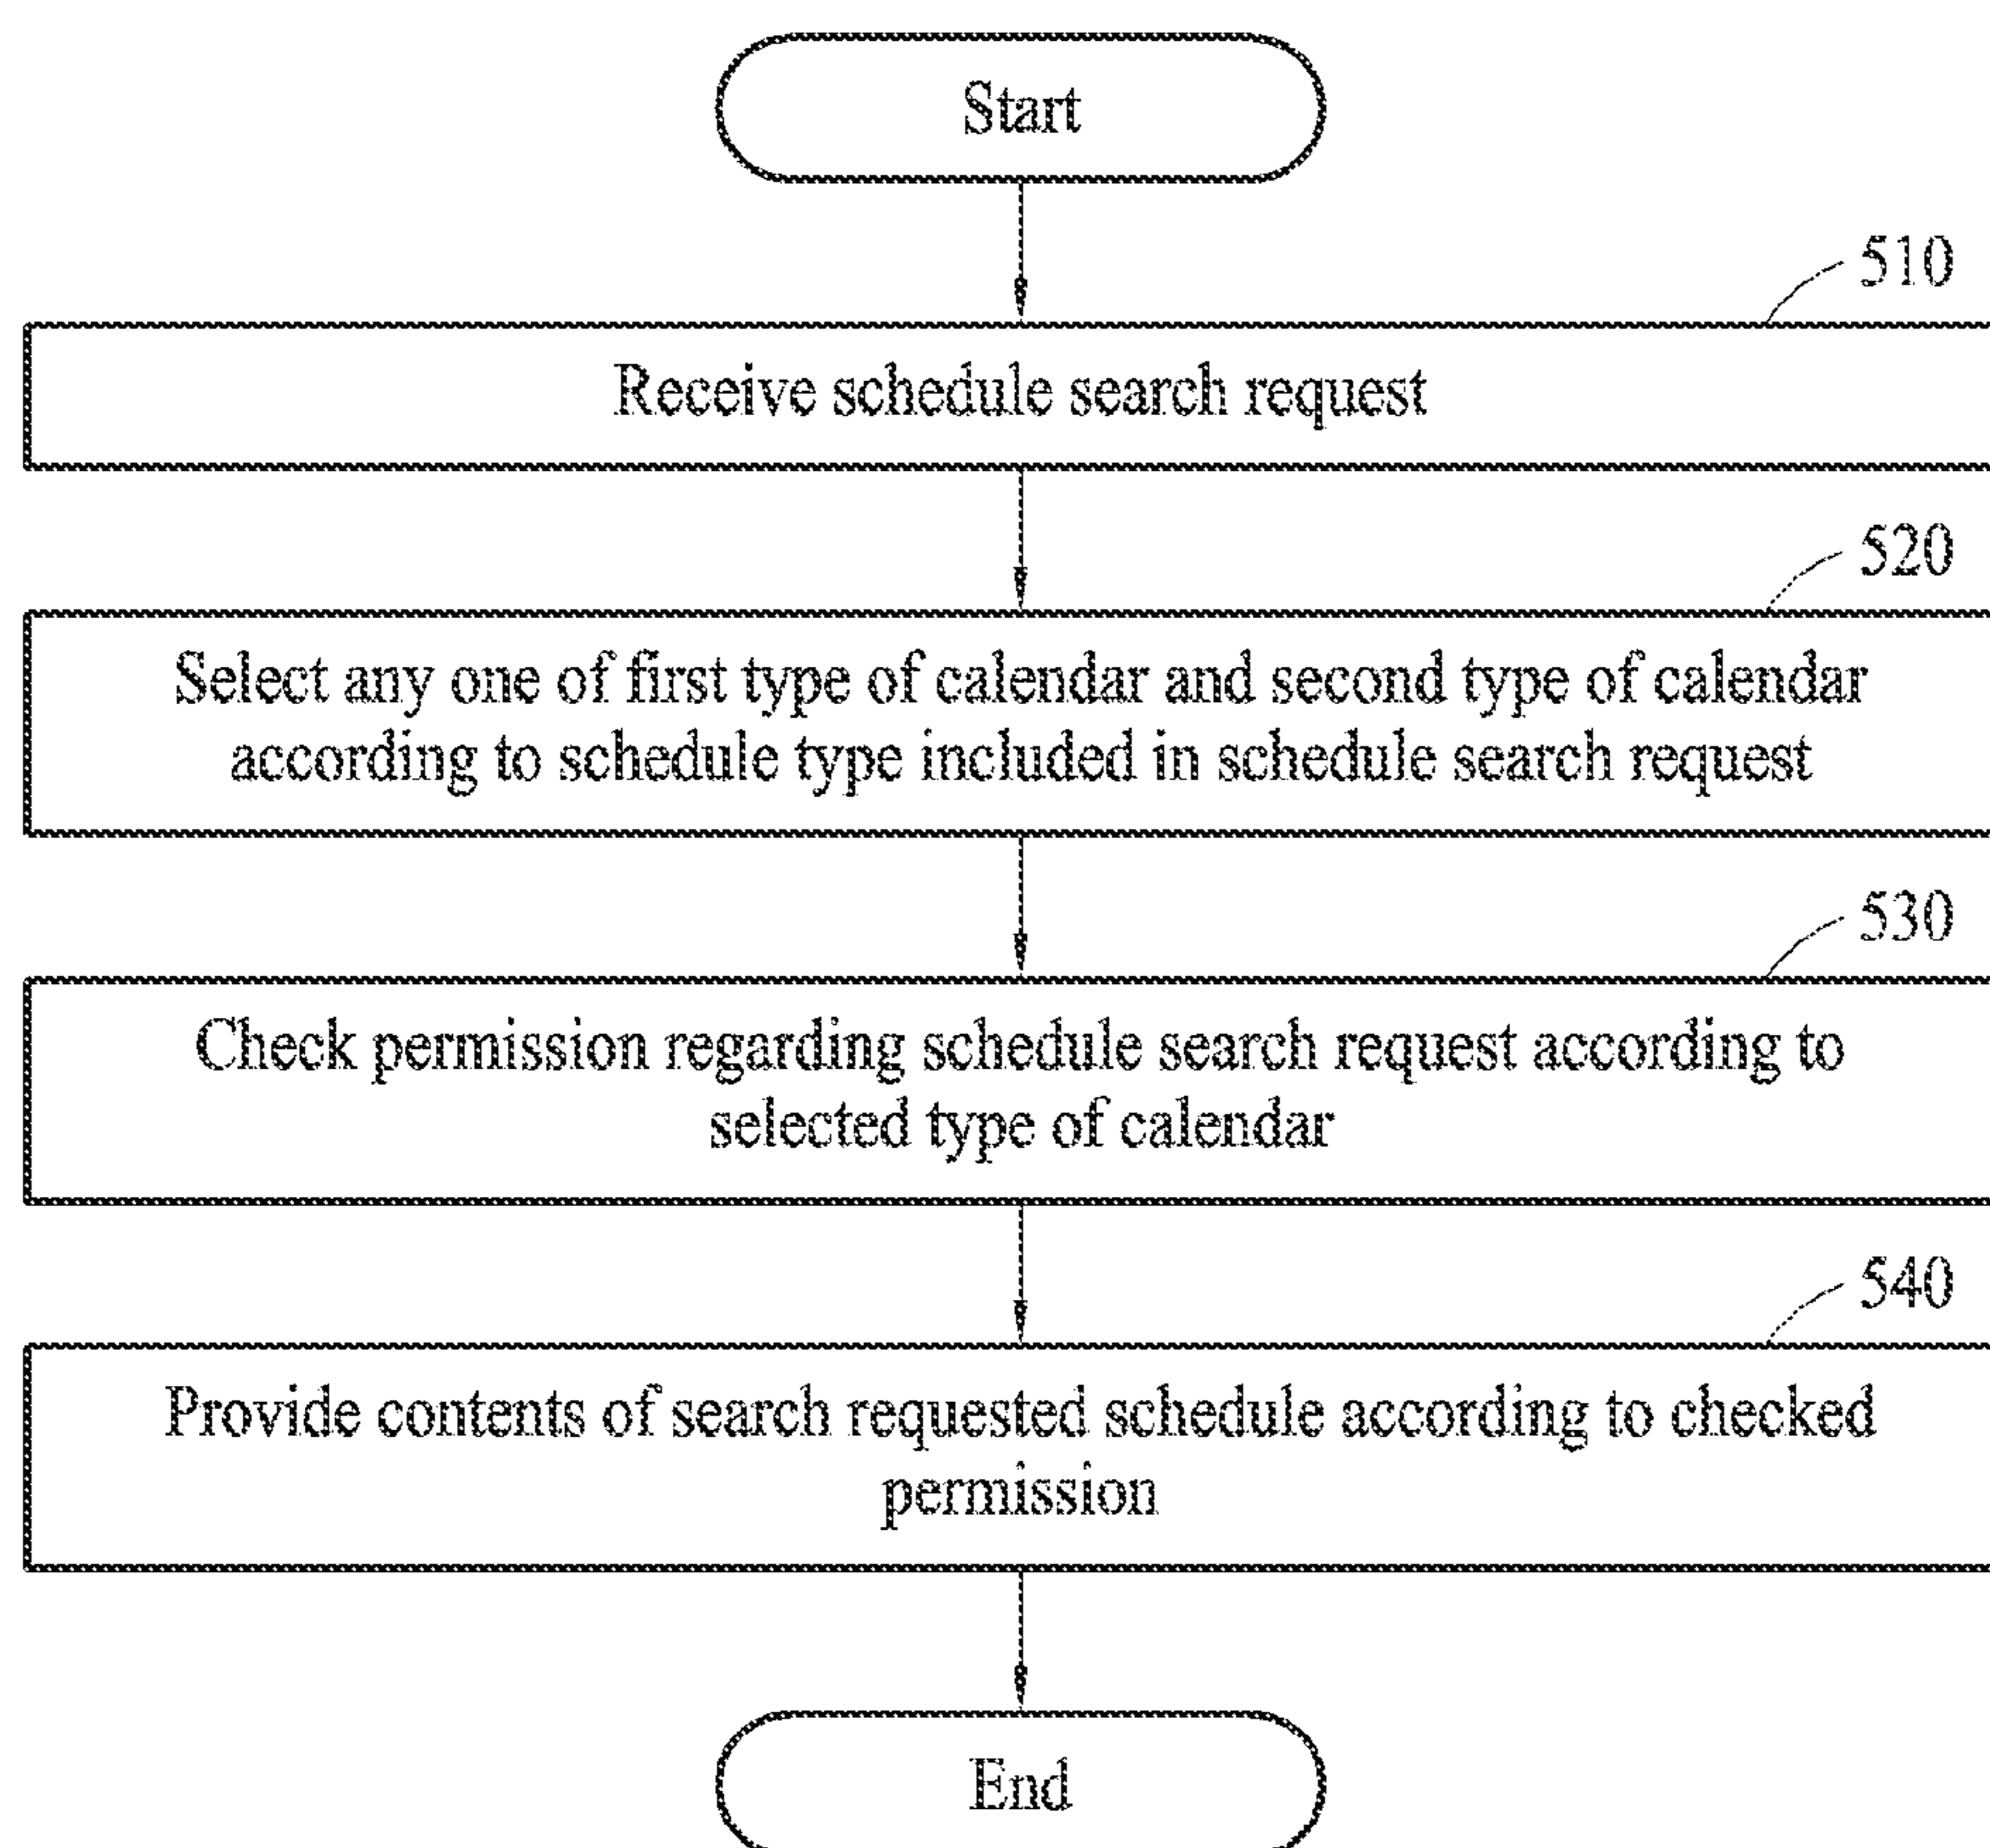 Start
510
Receive schedule search request
520
Select any one of first type of calendar and second type of calendar
according to schedule type included in schedule search request
530
Check permission regarding schedule search request according to
selected type of calendar
540
Provide contents of search requested schedule according to checked
permission
End